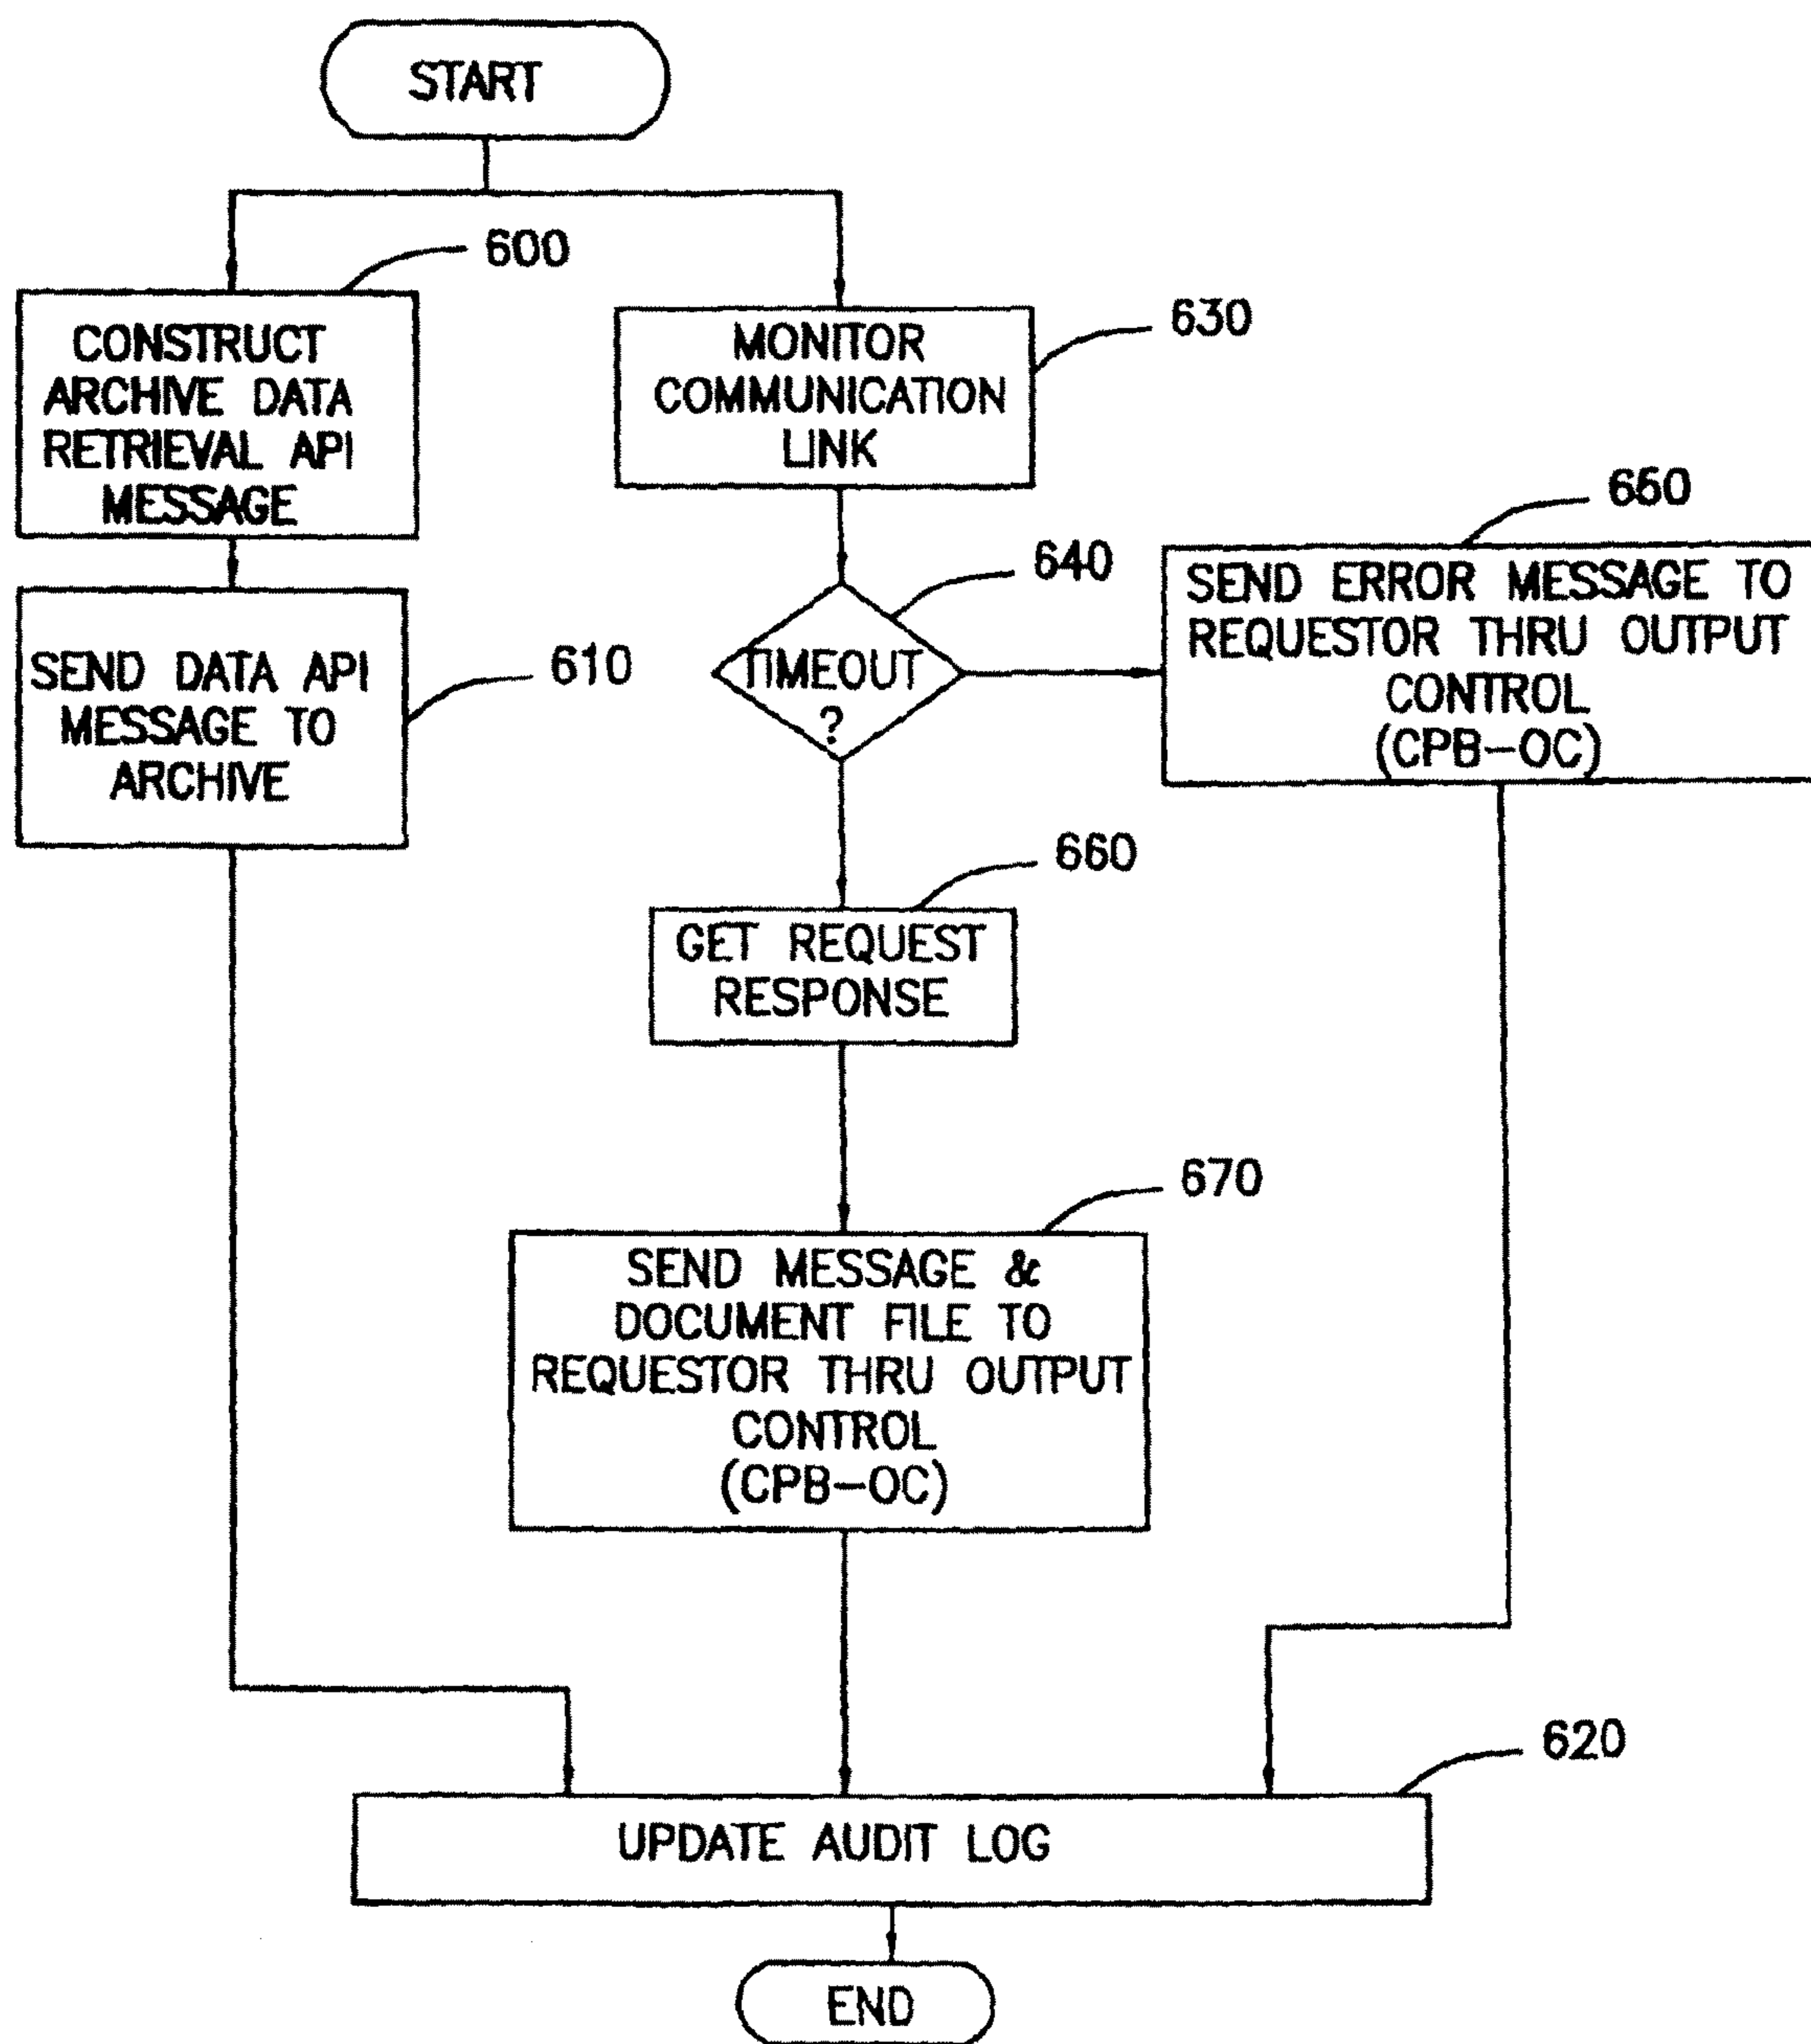 START
600
CONSTRUCT
ARCHIVE DATA
RETRIEVAL API
MESSAGE
630
MONITOR
COMMUNICATION
LINK
650
SEND ERROR MESSAGE TO
REQUESTOR THRU OUTPUT
CONTROL
(CPB-OC)
640
TIMEOUT
?
610
SEND DATA API
MESSAGE TO
ARCHIVE
660
GET REQUEST
RESPONSE
670
SEND MESSAGE &
DOCUMENT FILE TO
REQUESTOR THRU OUTPUT
CONTROL
(CPB-OC)
620
UPDATE AUDIT LOG
END